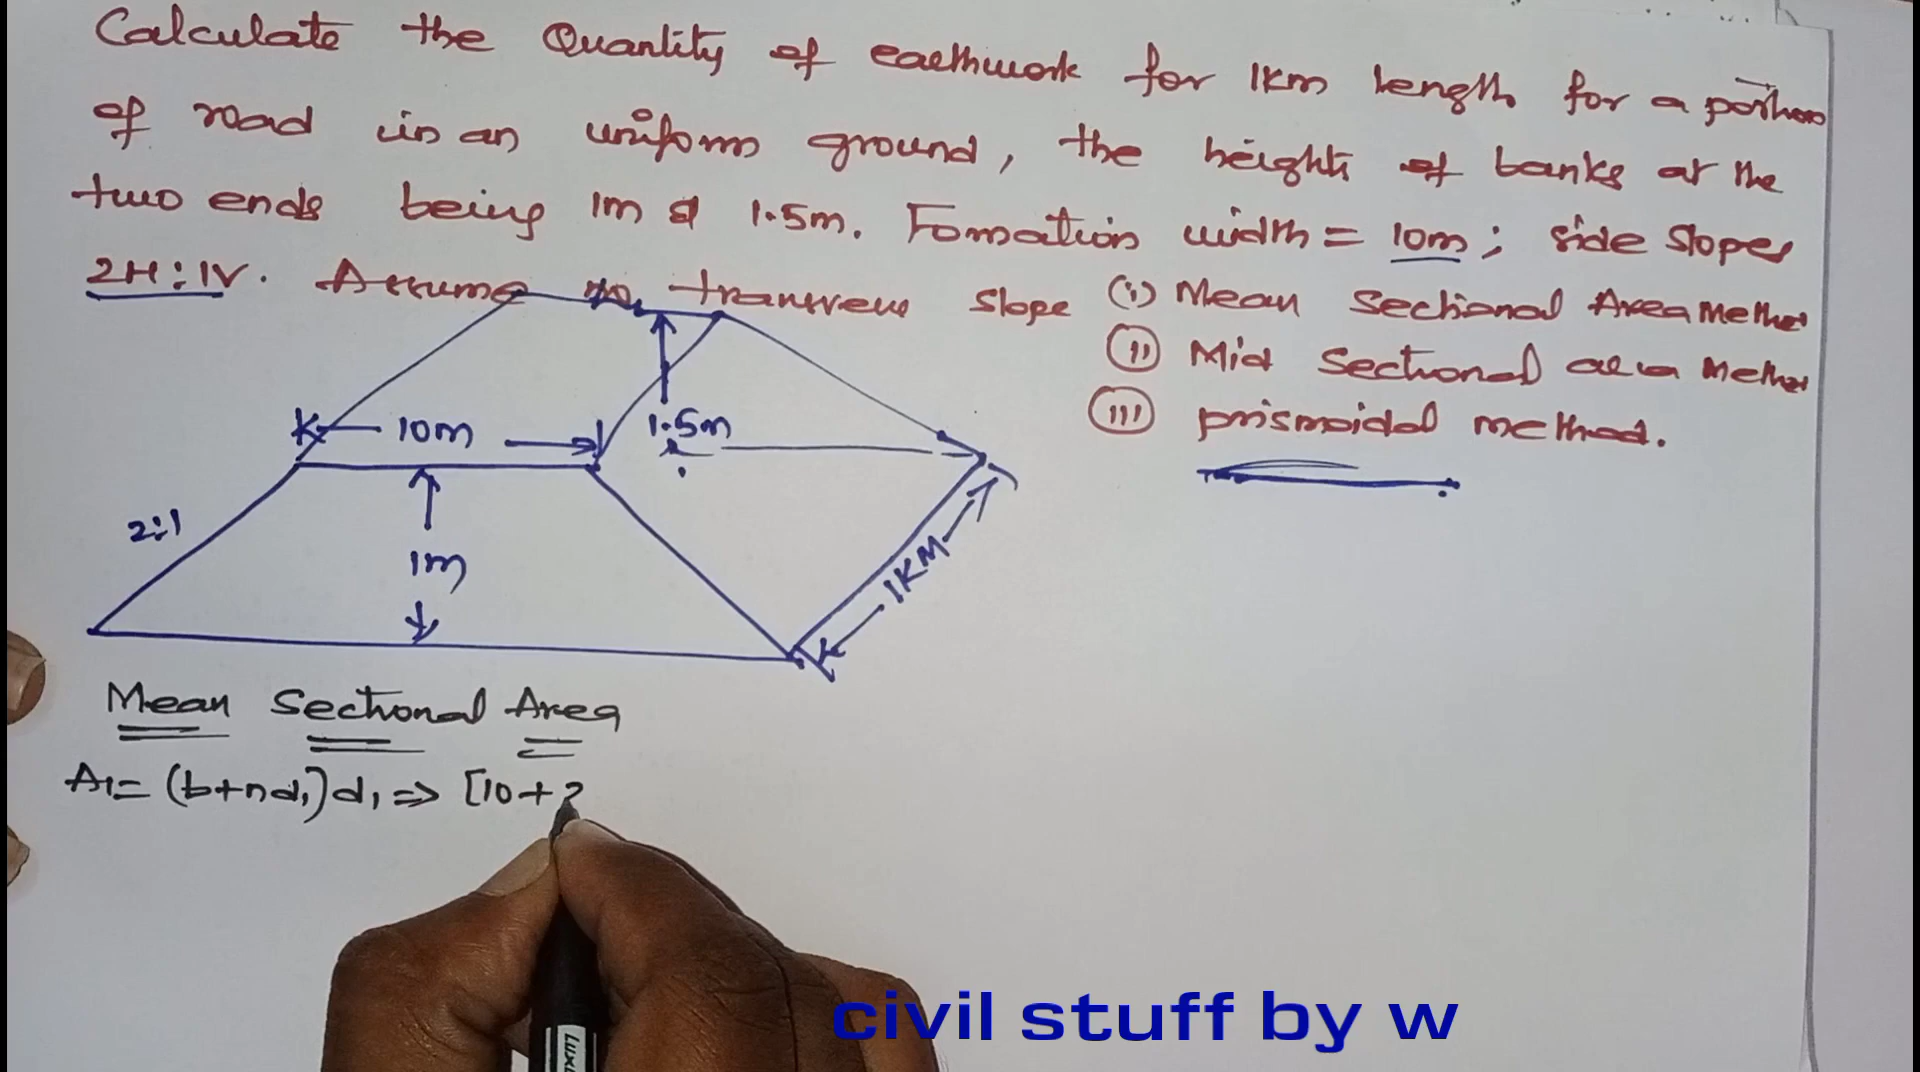 Calculate the Quantity of earthwork for 1km length for a portion
of road in an uniform ground, the heights of banks at the
two ends being 1m & 1.5m. Formation width = 10m; side slopes
2H:1V. Assume no transverse slope (i) Mean Sectional Area Method
(ii) Mid Sectional area Method
(iii) prismoidal method.
10m
1.5m
2:1
1m
1KM
Mean Sectional Area
A1= (b+nd1)d1 => [10+2
civil stuff by w
LUXO